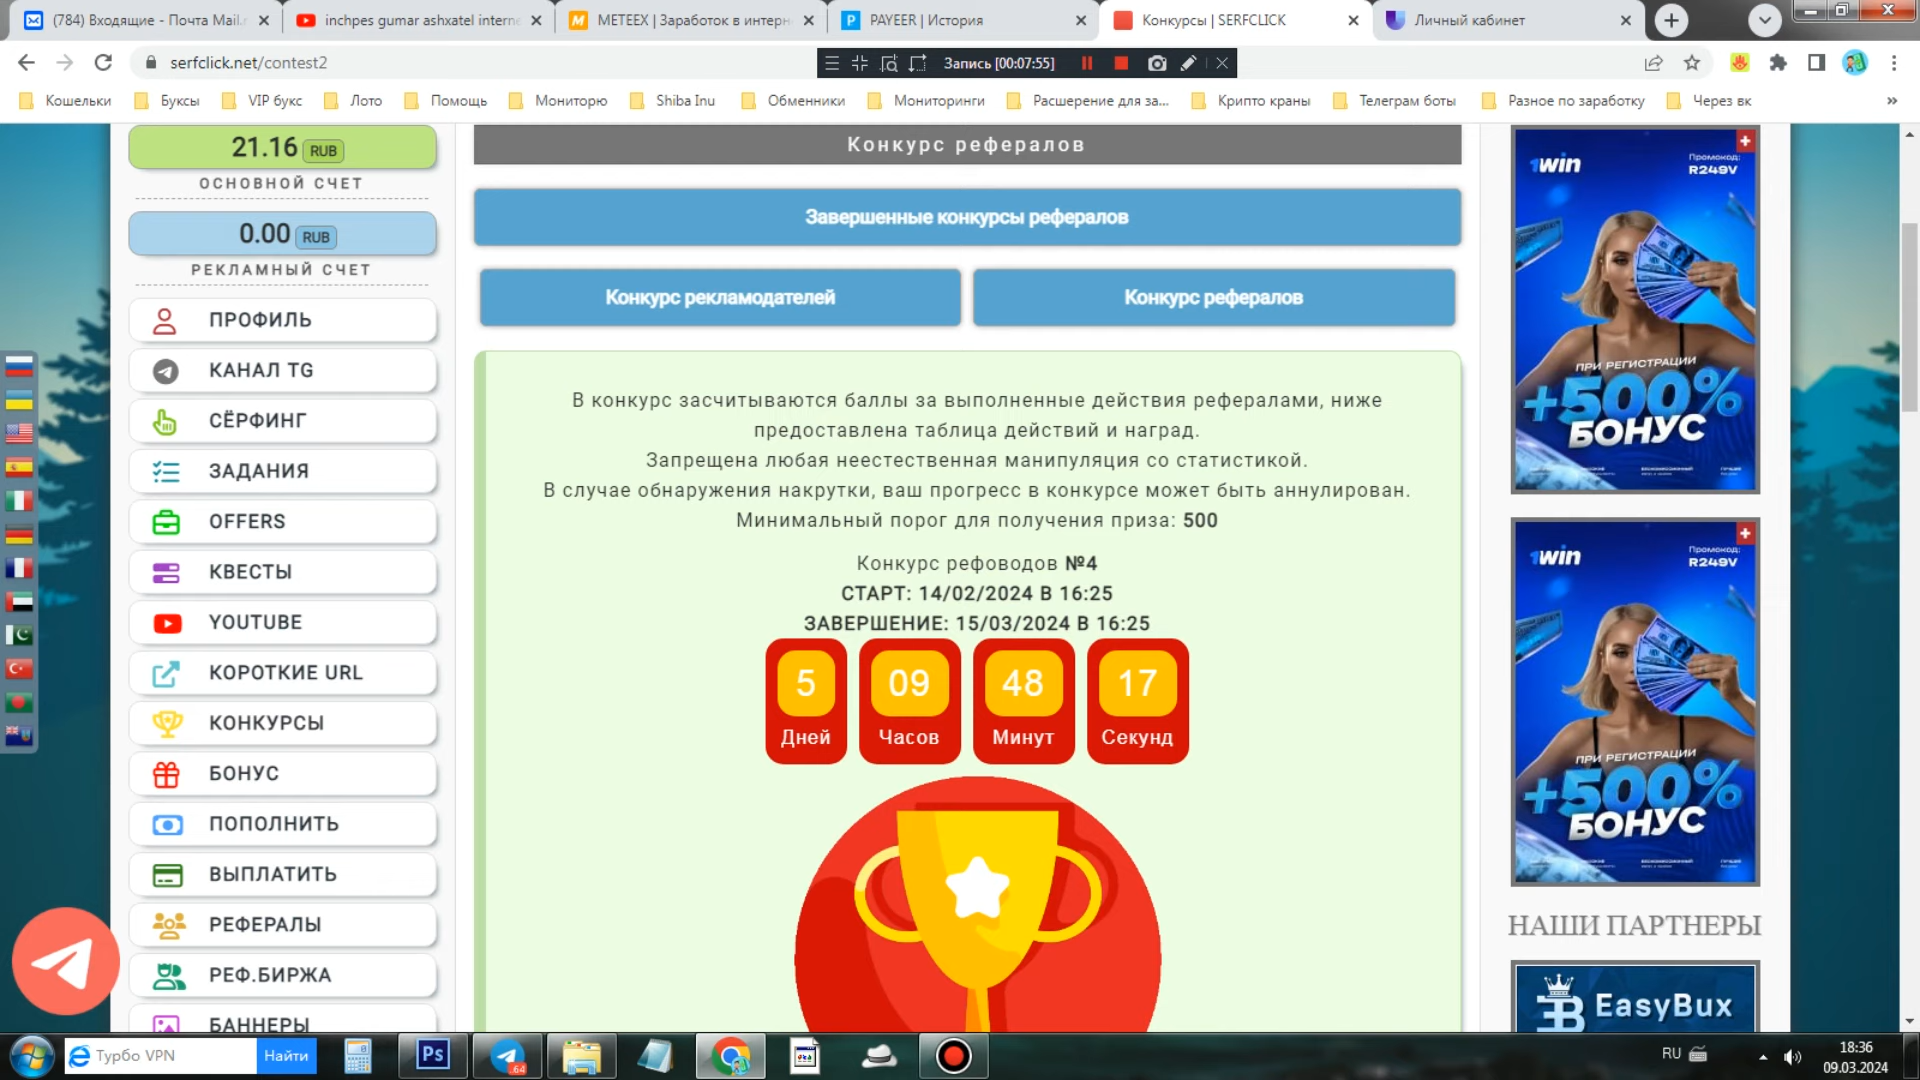 (784) Входящие - Почта Mail.r
inchpes gumar ashxatel interne
METEEX | Заработок в интерн
PAYEER | История
Конкурсы | SERFCLICK
Личный кабинет
serfclick.net/contest2
Запись [00:07:55]
Кошельки
Буксы
VIP букс
Лото
Помощь
Мониторю
Shiba Inu
Обменники
Мониторинги
Расшерение для за...
Крипто краны
Телеграм боты
Разное по заработку
Через вк
21.16 RUB
ОСНОВНОЙ СЧЕТ
0.00 RUB
РЕКЛАМНЫЙ СЧЕТ
ПРОФИЛЬ
КАНАЛ TG
СЁРФИНГ
ЗАДАНИЯ
OFFERS
КВЕСТЫ
YOUTUBE
КОРОТКИЕ URL
КОНКУРСЫ
БОНУС
ПОПОЛНИТЬ
ВЫПЛАТИТЬ
РЕФЕРАЛЫ
РЕФ.БИРЖА
БАННЕРЫ
Конкурс рефералов
Завершенные конкурсы рефералов
Конкурс рекламодателей
Конкурс рефералов
В конкурс засчитываются баллы за выполненные действия рефералами, ниже
предоставлена таблица действий и наград.
Запрещена любая неестественная манипуляция со статистикой.
В случае обнаружения накрутки, ваш прогресс в конкурсе может быть аннулирован.
Минимальный порог для получения приза: 500
Конкурс рефоводов №4
СТАРТ: 14/02/2024 В 16:25
ЗАВЕРШЕНИЕ: 15/03/2024 В 16:25
5 09 48 17
Дней Часов Минут Секунд
1win
Промокод:
R249V
ПРИ РЕГИСТРАЦИИ
+500%
БОНУС
1win
Промокод:
R249V
ПРИ РЕГИСТРАЦИИ
+500%
БОНУС
НАШИ ПАРТНЕРЫ
EasyBux
Турбо VPN
Найти
Ps
64
RU
18:36
09.03.2024